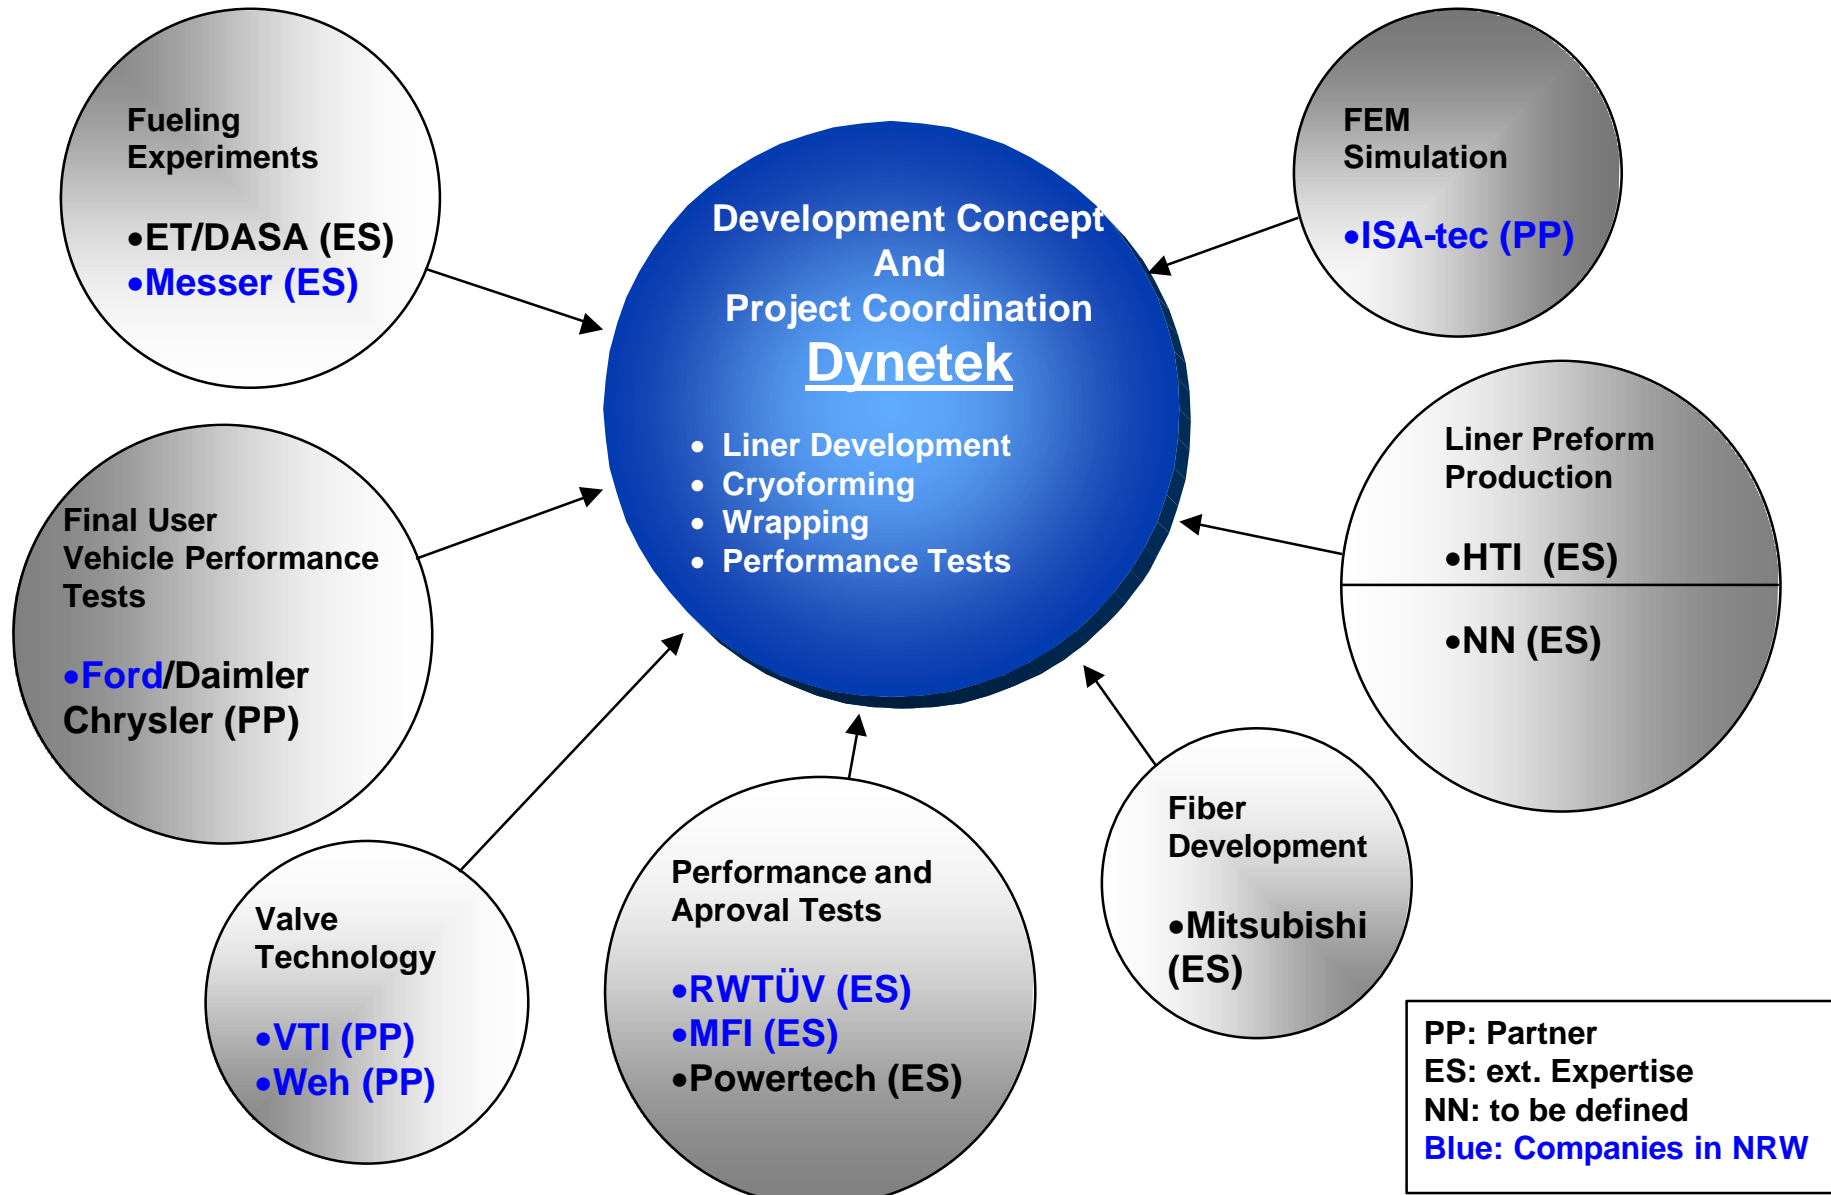 Fueling
Experiments
•ET/DASA (ES)
•Messer (ES)
Development Concept
And
Project Coordination
Dynetek
• Liner Development
• Cryoforming
• Wrapping
• Performance Tests
FEM
Simulation
•ISA-tec (PP)
Final User
Vehicle Performance
Tests
•Ford/Daimler
Chrysler (PP)
Liner Preform
Production
•HTI (ES)
•NN (ES)
Valve
Technology
•VTI (PP)
•Weh (PP)
Performance and
Aproval Tests
•RWTÜV (ES)
•MFI (ES)
•Powertech (ES)
Fiber
Development
•Mitsubishi
(ES)
PP: Partner
ES: ext. Expertise
NN: to be defined
Blue: Companies in NRW